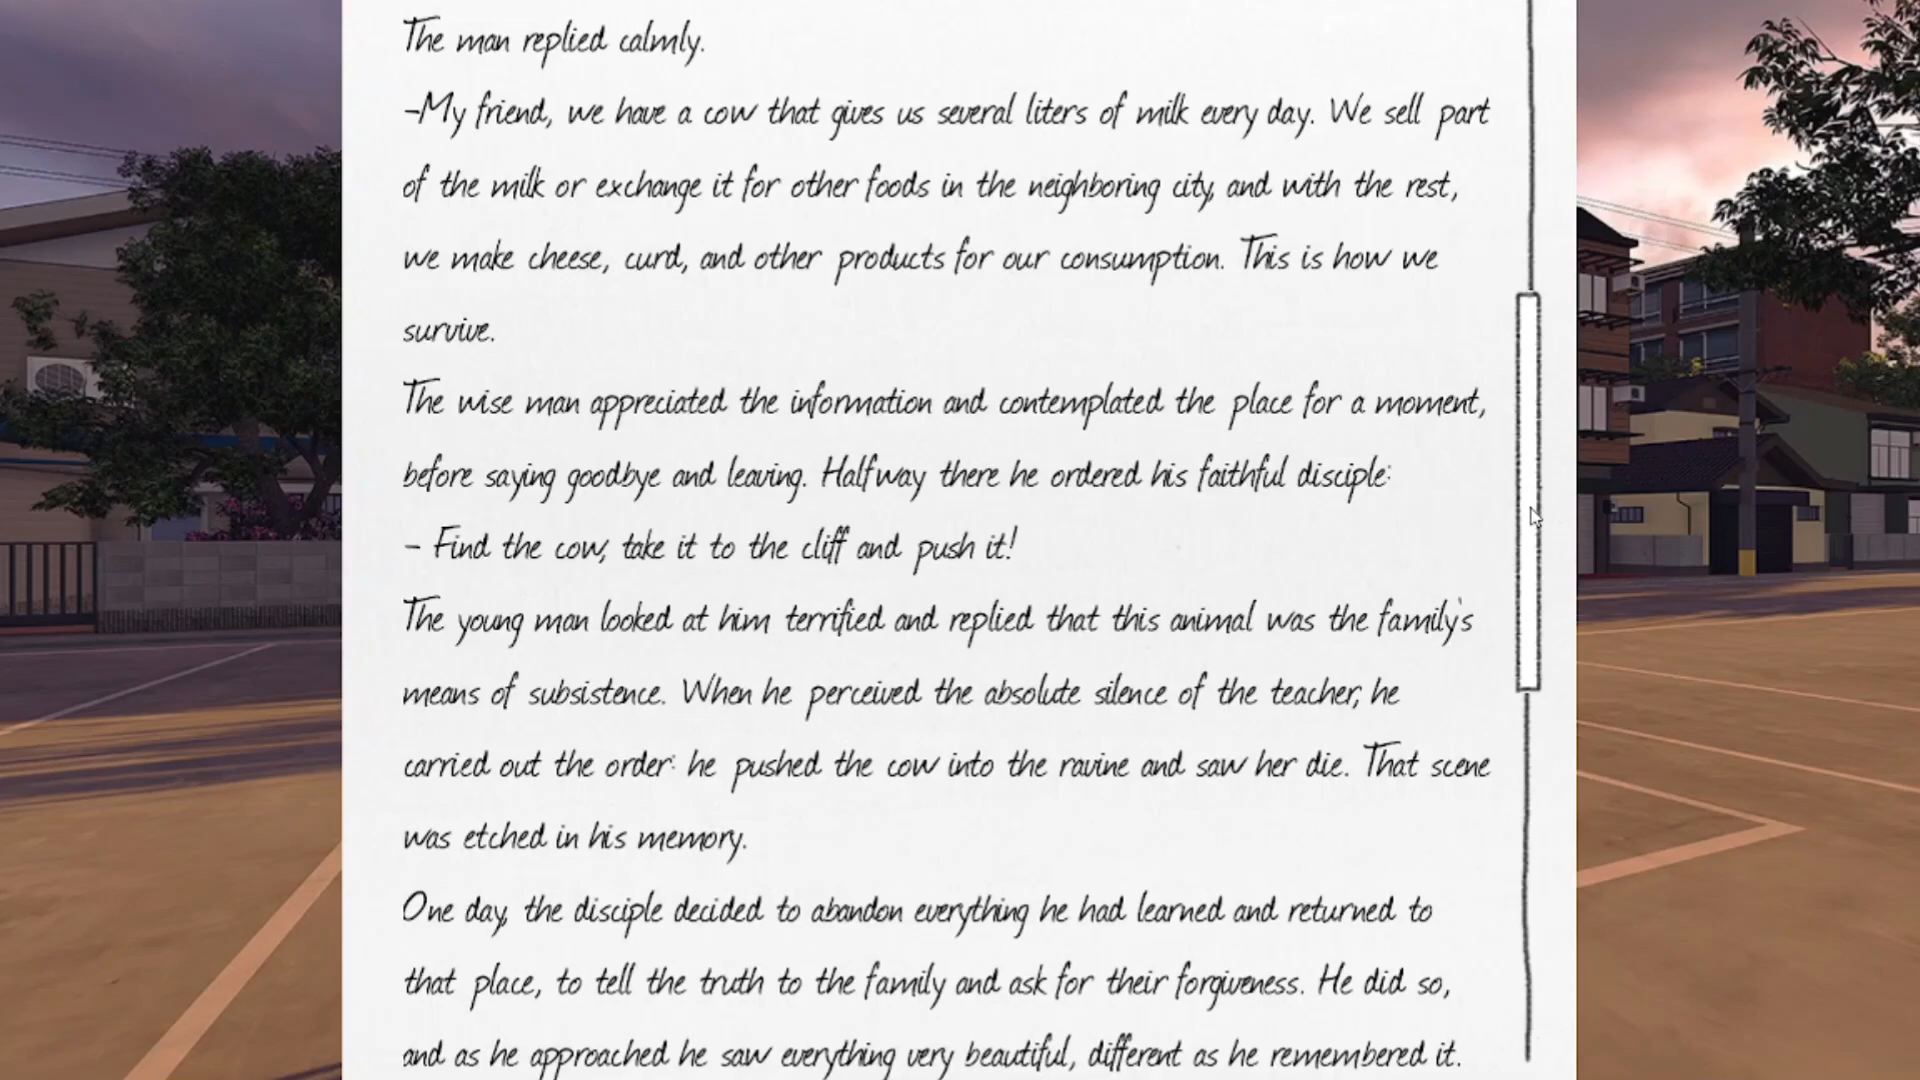 The man replied calmly.
-My friend, we have a cow that gives us several liters of milk every day. We sell part
of the milk or exchange it for other foods in the neighboring city, and with the rest,
we make cheese, curd, and other products for our consumption. This is how we
survive.
The wise man appreciated the information and contemplated the place for a moment,
before saying goodbye and leaving. Halfway there he ordered his faithful disciple:
- Find the cow, take it to the cliff and push it!
The young man looked at him terrified and replied that this animal was the family's
means of subsistence. When he perceived the absolute silence of the teacher, he
carried out the order: he pushed the cow into the ravine and saw her die. That scene
was etched in his memory.
One day, the disciple decided to abandon everything he had learned and returned to
that place, to tell the truth to the family and ask for their forgiveness. He did so,
and as he approached he saw everything very beautiful, different as he remembered it.